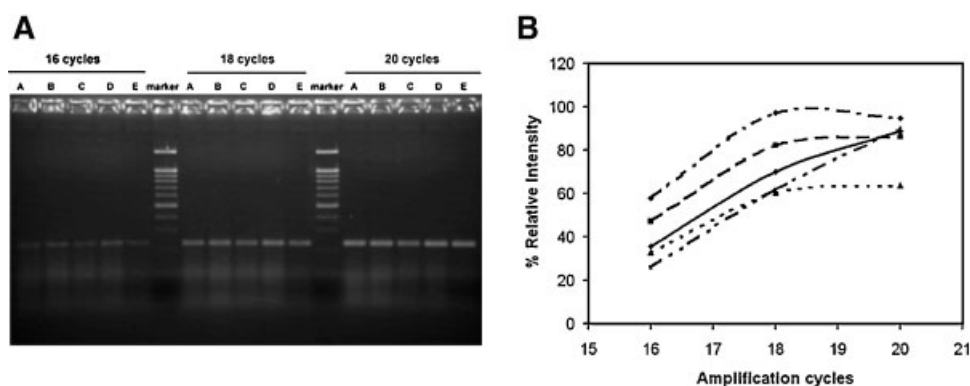 A
16 cycles
18 cycles
20 cycles
A B C D E marker A B C D E marker A B C D E
B
% Relative Intensity
120
100
80
60
40
20
0
15 16 17 18 19 20 21
Amplification cycles